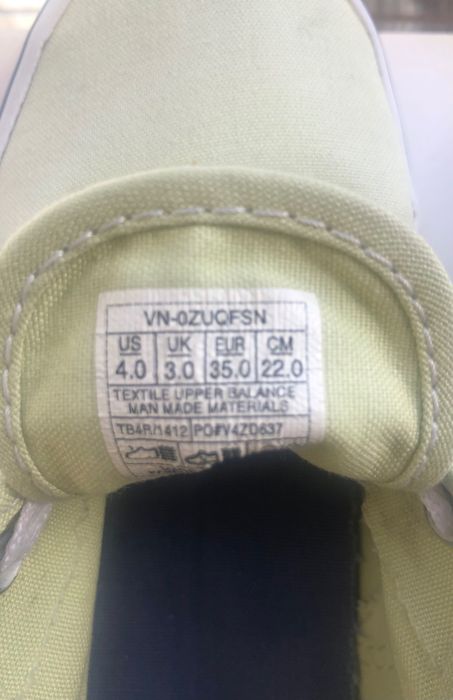 VN-0ZUQFSN
US UK EUR CM
4.0 3.0 35.0 22.0
TEXTILE UPPER BALANCE
MAN MADE MATERIALS
TB4R/1412 PO#V4ZD637